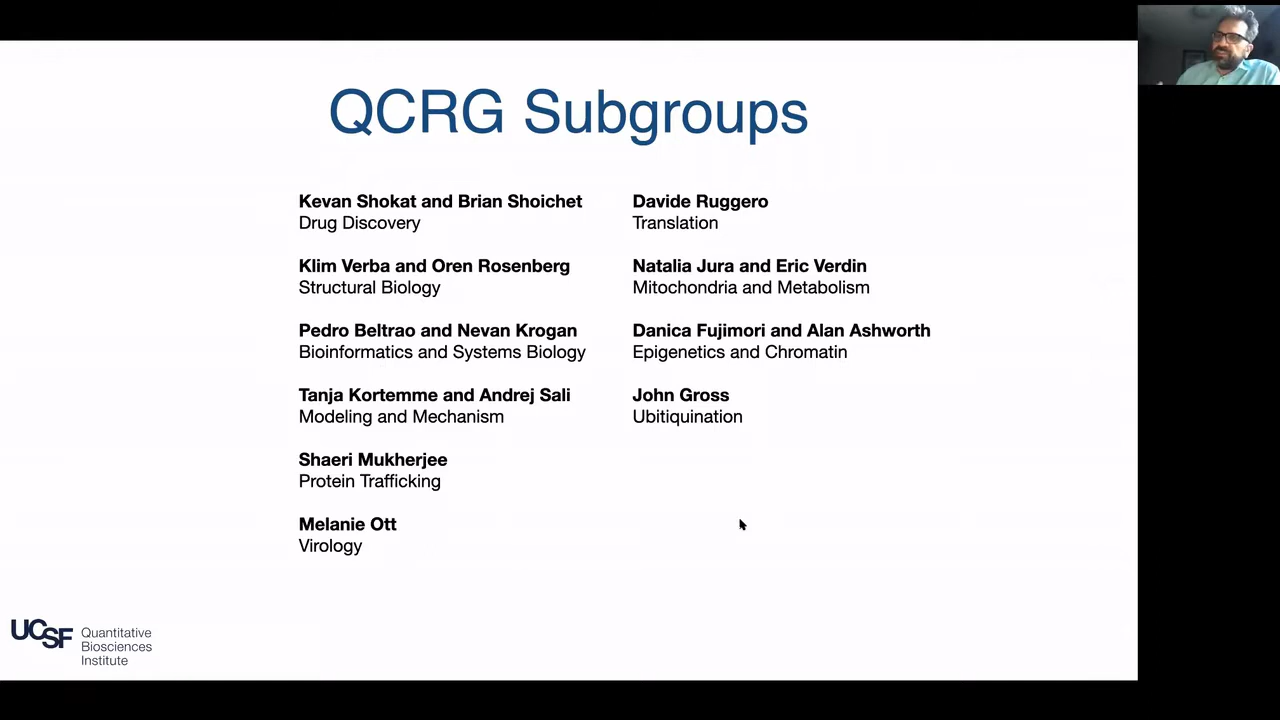 QCRG Subgroups
Kevan Shokat and Brian Shoichet
Drug Discovery
Klim Verba and Oren Rosenberg
Structural Biology
Pedro Beltrao and Nevan Krogan
Bioinformatics and Systems Biology
Tanja Kortemme and Andrej Sali
Modeling and Mechanism
Shaeri Mukherjee
Protein Trafficking
Melanie Ott
Virology
Davide Ruggero
Translation
Natalia Jura and Eric Verdin
Mitochondria and Metabolism
Danica Fujimori and Alan Ashworth
Epigenetics and Chromatin
John Gross
Ubitiquination
UCSF
Quantitative
Biosciences
Institute